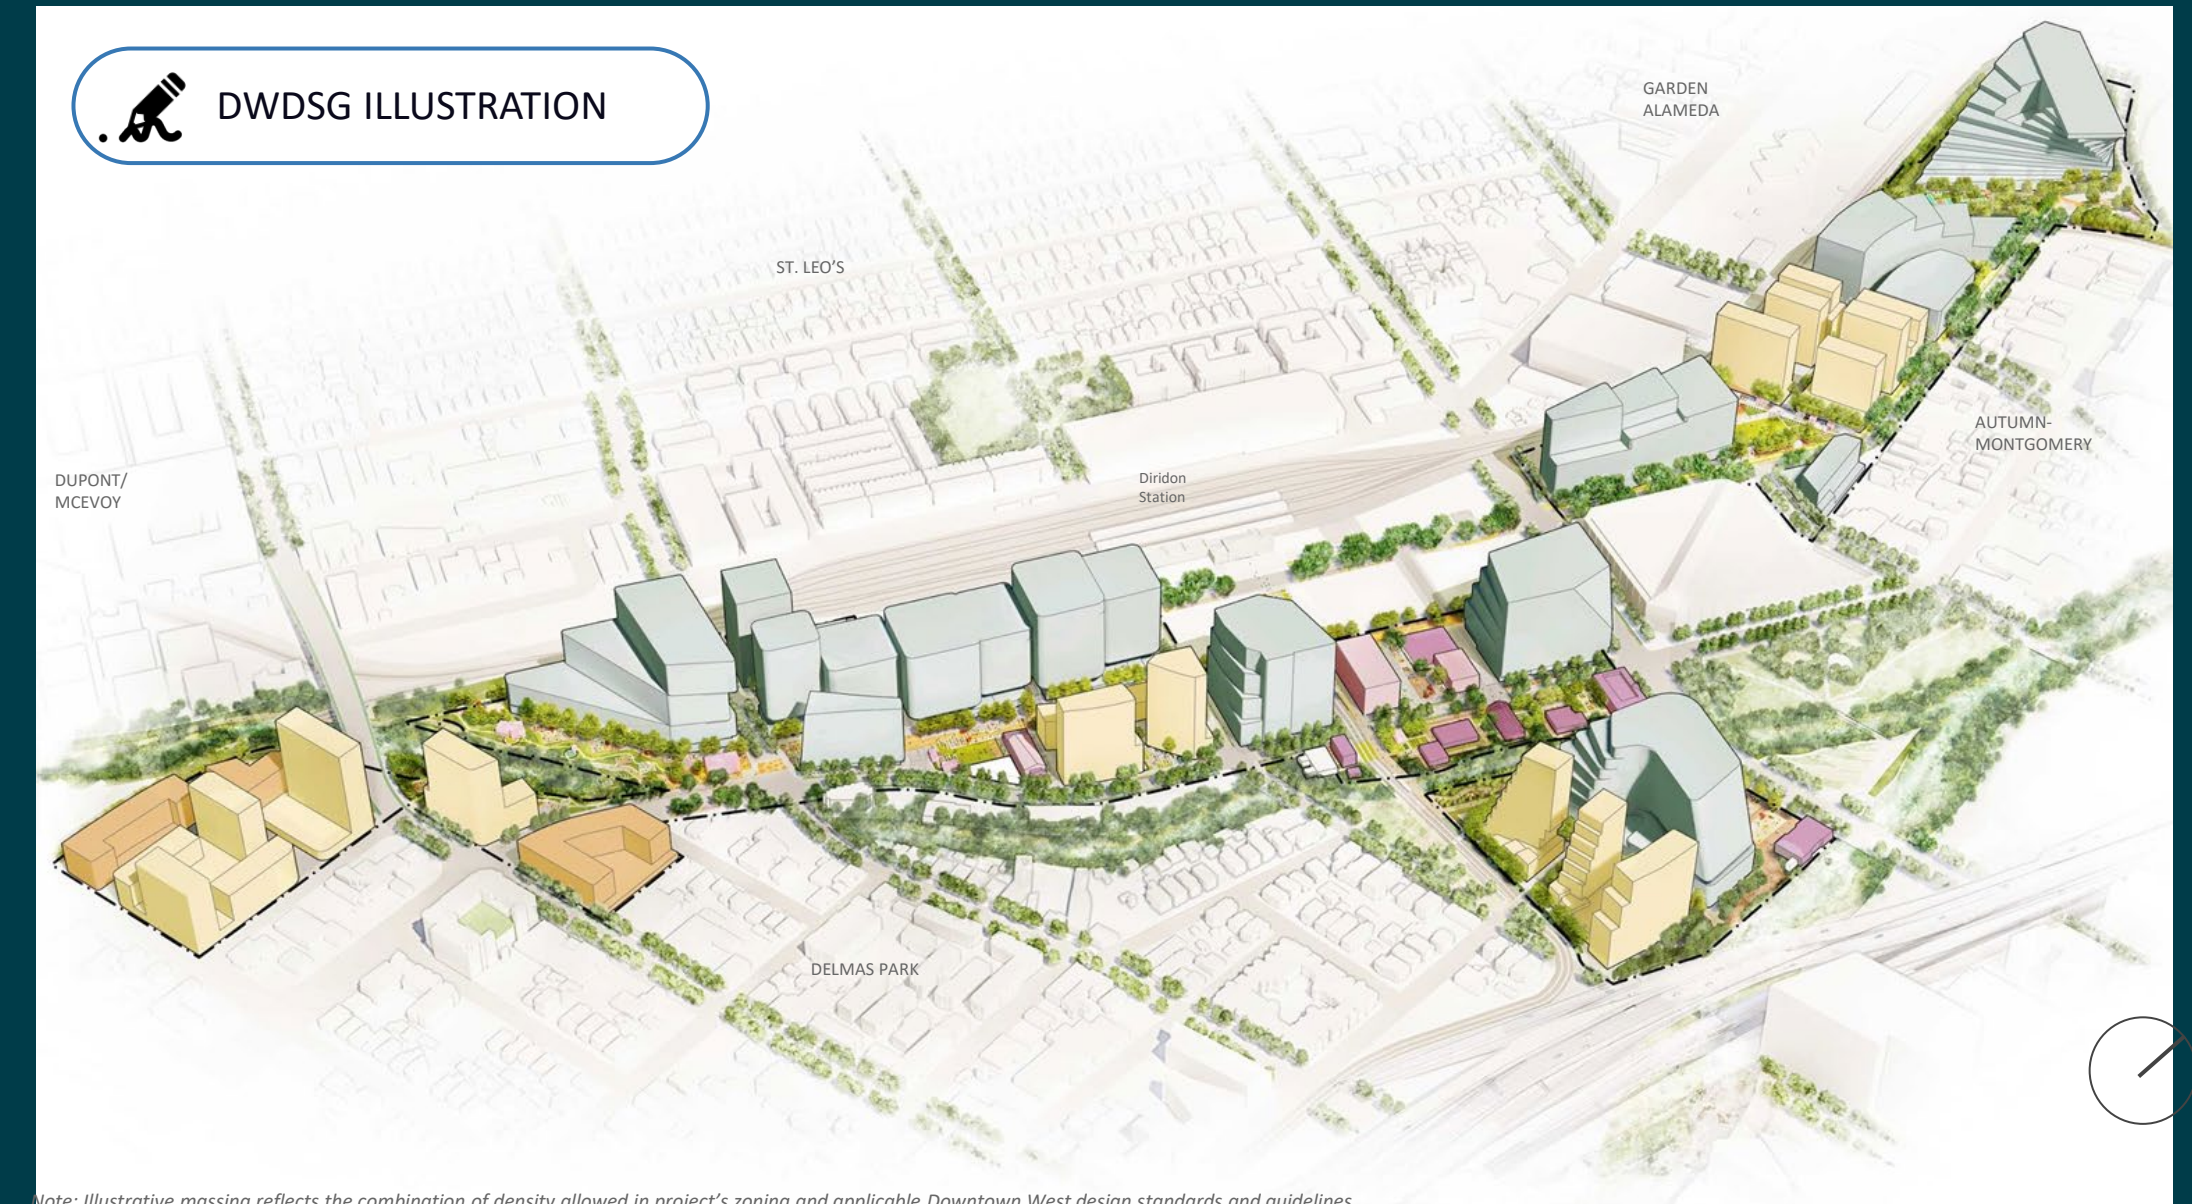 DWDSG ILLUSTRATION
GARDEN
ALAMEDA
ST. LEO'S
AUTUMN-
MONTGOMERY
DUPONT/
MCEVOY
Diridon
Station
DELMAS PARK
Note: Illustrative massing reflects the combination of density allowed in project's zoning and applicable Downtown West design standards and guidelines